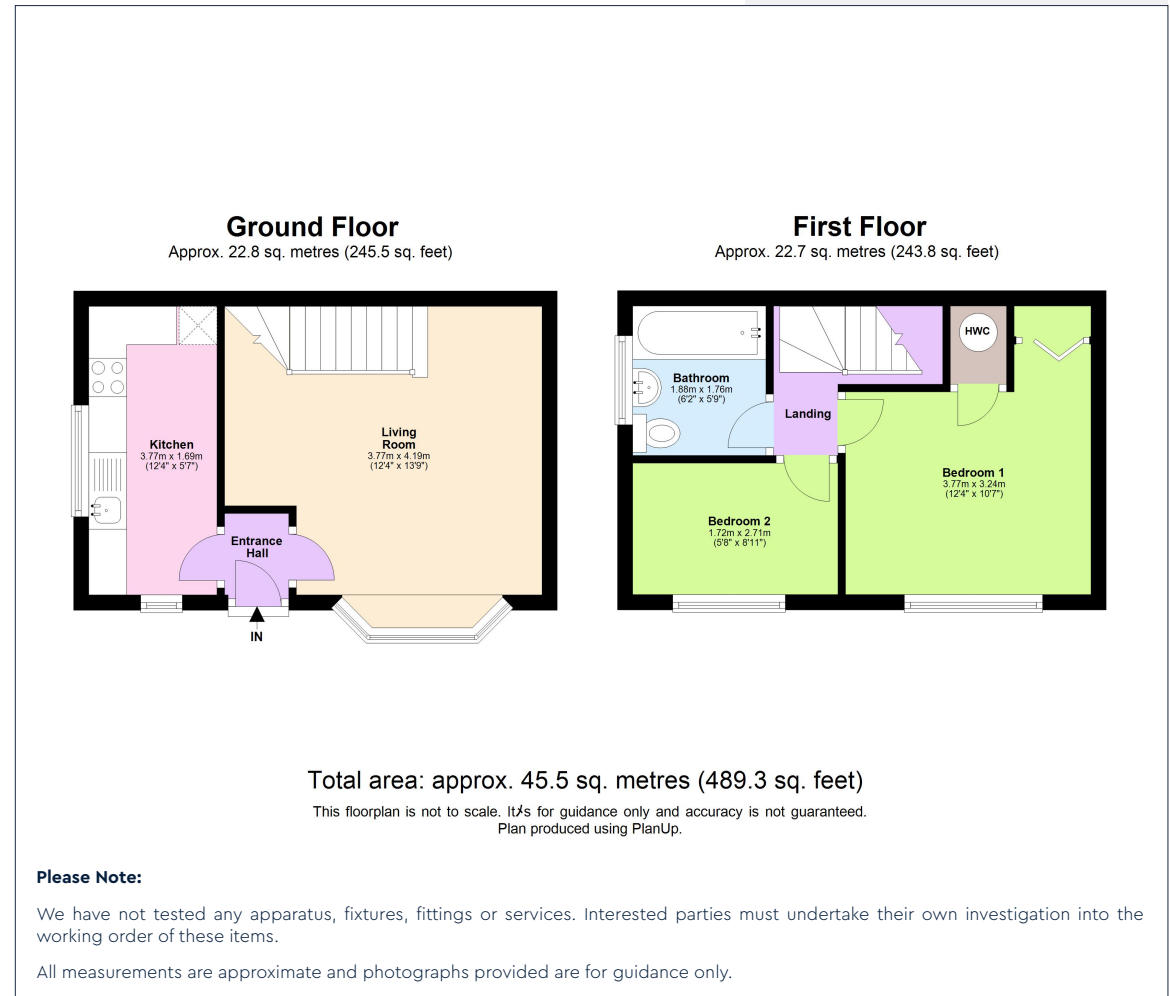 Ground Floor
Approx. 22.8 sq. metres (245.5 sq. feet)
Kitchen
3.77m x 1.69m
(12'4" x 5'7")
Living
Room
3.77m x 4.19m
(12'4" x 13'9")
Entrance
Hall
IN
First Floor
Approx. 22.7 sq. metres (243.8 sq. feet)
HWC
Bathroom
1.88m x 1.76m
(6'2" x 5'9")
Landing
Bedroom 1
3.77m x 3.24m
(12'4" x 10'7")
Bedroom 2
1.72m x 2.71m
(5'8" x 8'11")
Total area: approx. 45.5 sq. metres (489.3 sq. feet)
This floorplan is not to scale. It's for guidance only and accuracy is not guaranteed.
Plan produced using PlanUp.
Please Note:
We have not tested any apparatus, fixtures, fittings or services. Interested parties must undertake their own investigation into the
working order of these items.
All measurements are approximate and photographs provided are for guidance only.